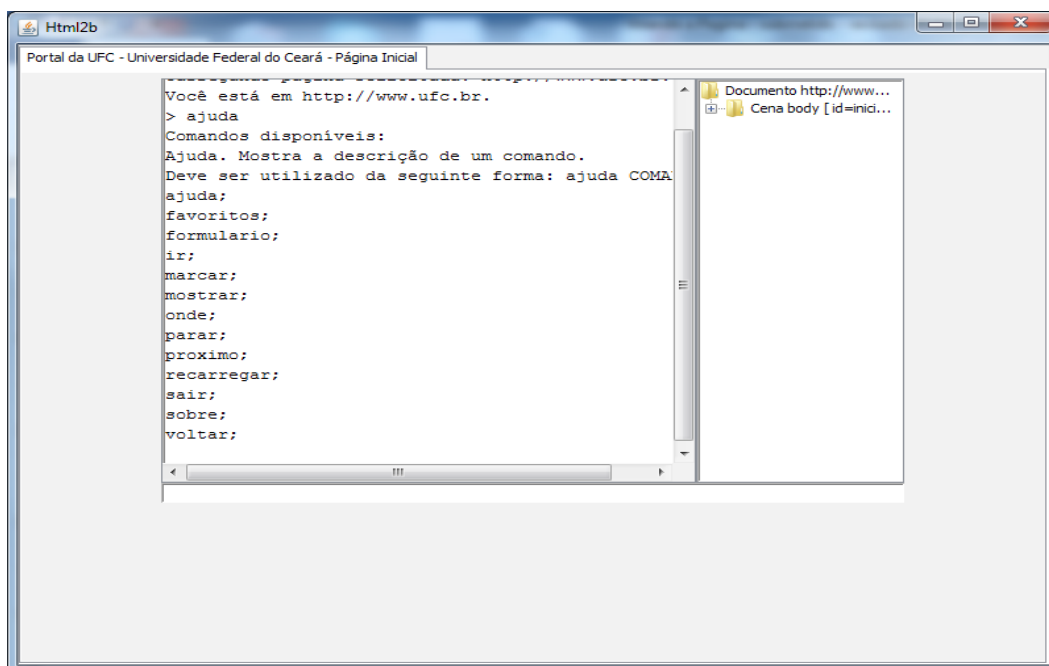 Html2b
Portal da UFC - Universidade Federal do Ceará - Página Inicial
Você está em http://www.ufc.br.
> ajuda
Comandos disponíveis:
Ajuda. Mostra a descrição de um comando.
Deve ser utilizado da seguinte forma: ajuda COMA
ajuda;
favoritos;
formulario;
ir;
marcar;
mostrar;
onde;
parar;
proximo;
recarregar;
sair;
sobre;
voltar;
Documento http://www...
Cena body [ id=inici...